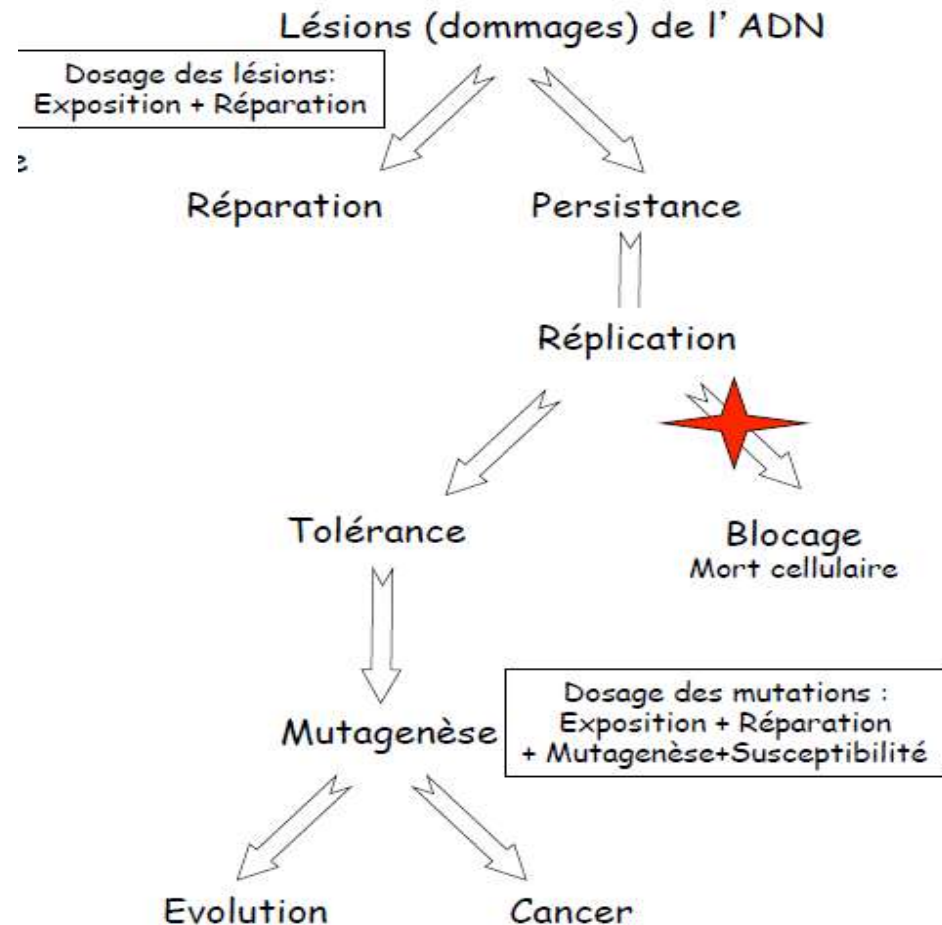 Lésions (dommages) de l’ADN
Dosage des lésions:
Exposition + Réparation
e
Réparation
Persistance
Réplication
Tolérance
Blocage
Mort cellulaire
Dosage des mutations :
Exposition + Réparation
+ Mutagenèse+Susceptibilité
Mutagenèse
Evolution
Cancer